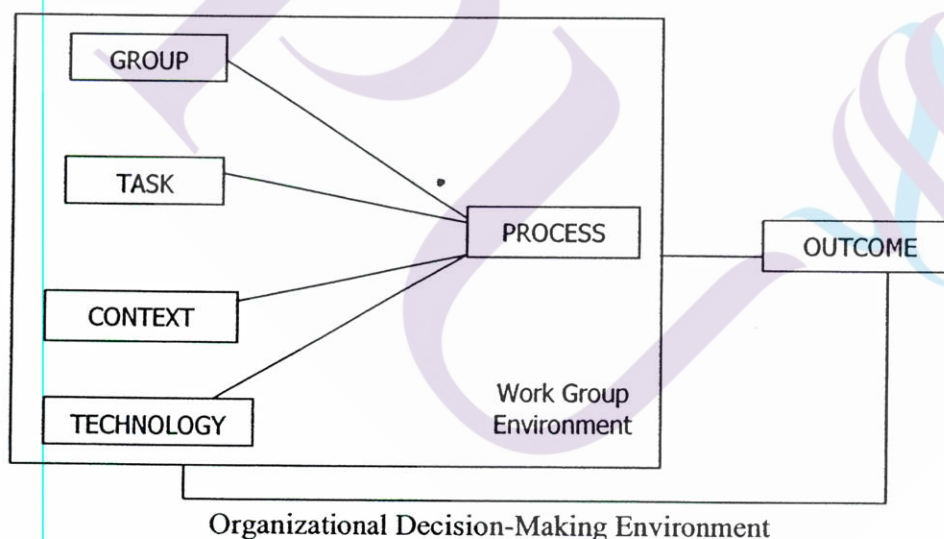 GROUP
TASK
PROCESS
OUTCOME
CONTEXT
Work Group
Environment
TECHNOLOGY
Organizational Decision-Making Environment